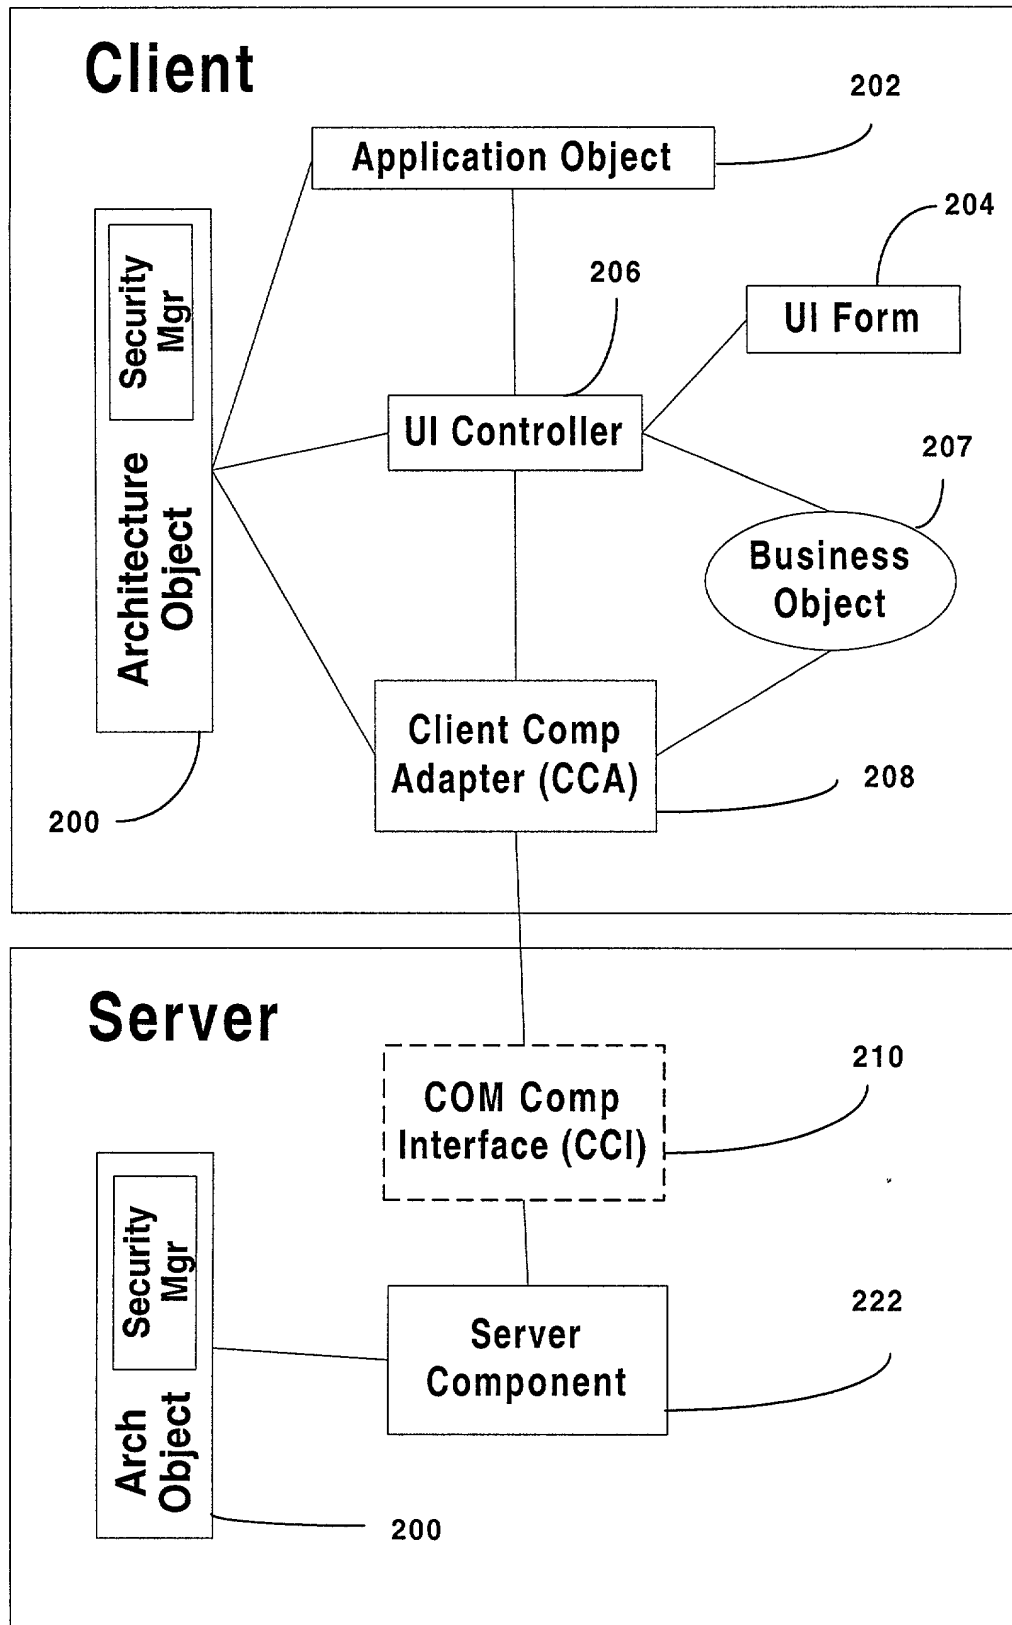 Client
202
Application Object
204
Security
Mgr
206
UI Form
UI Controller
207
Architecture
Object
Business
Object
Client Comp
Adapter (CCA)
208
200
Server
210
COM Comp
Interface (CCI)
Security
Mgr
222
Server
Component
Arch
Object
200